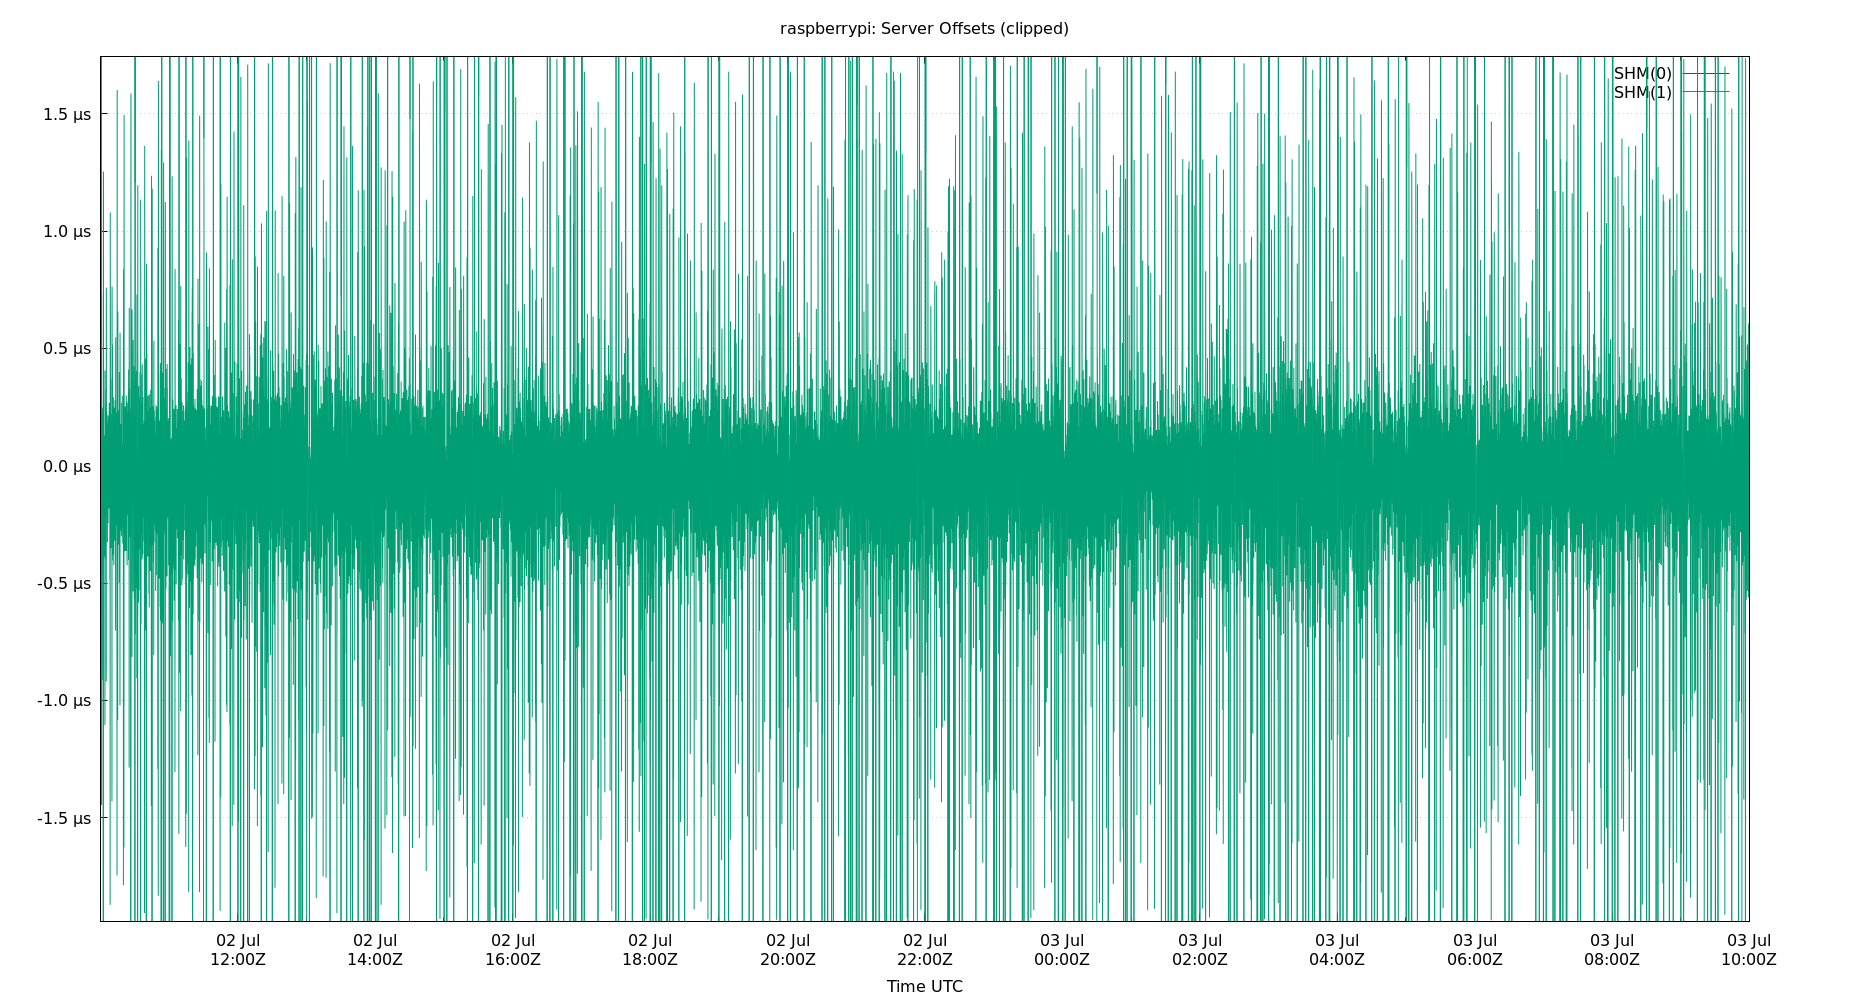 raspberrypi: Server Offsets (clipped)
SHM(0)
SHM(1)
1.5 µs
1.0 µs
0.5 µs
0.0 µs
-0.5 µs
-1.0 µs
-1.5 µs
02 Jul 02 Jul 02 Jul 02 Jul 02 Jul 02 Jul 03 Jul 03 Jul 03 Jul 03 Jul 03 Jul 03 Jul
12:00Z 14:00Z 16:00Z 18:00Z 20:00Z 22:00Z 00:00Z 02:00Z 04:00Z 06:00Z 08:00Z 10:00Z
Time UTC